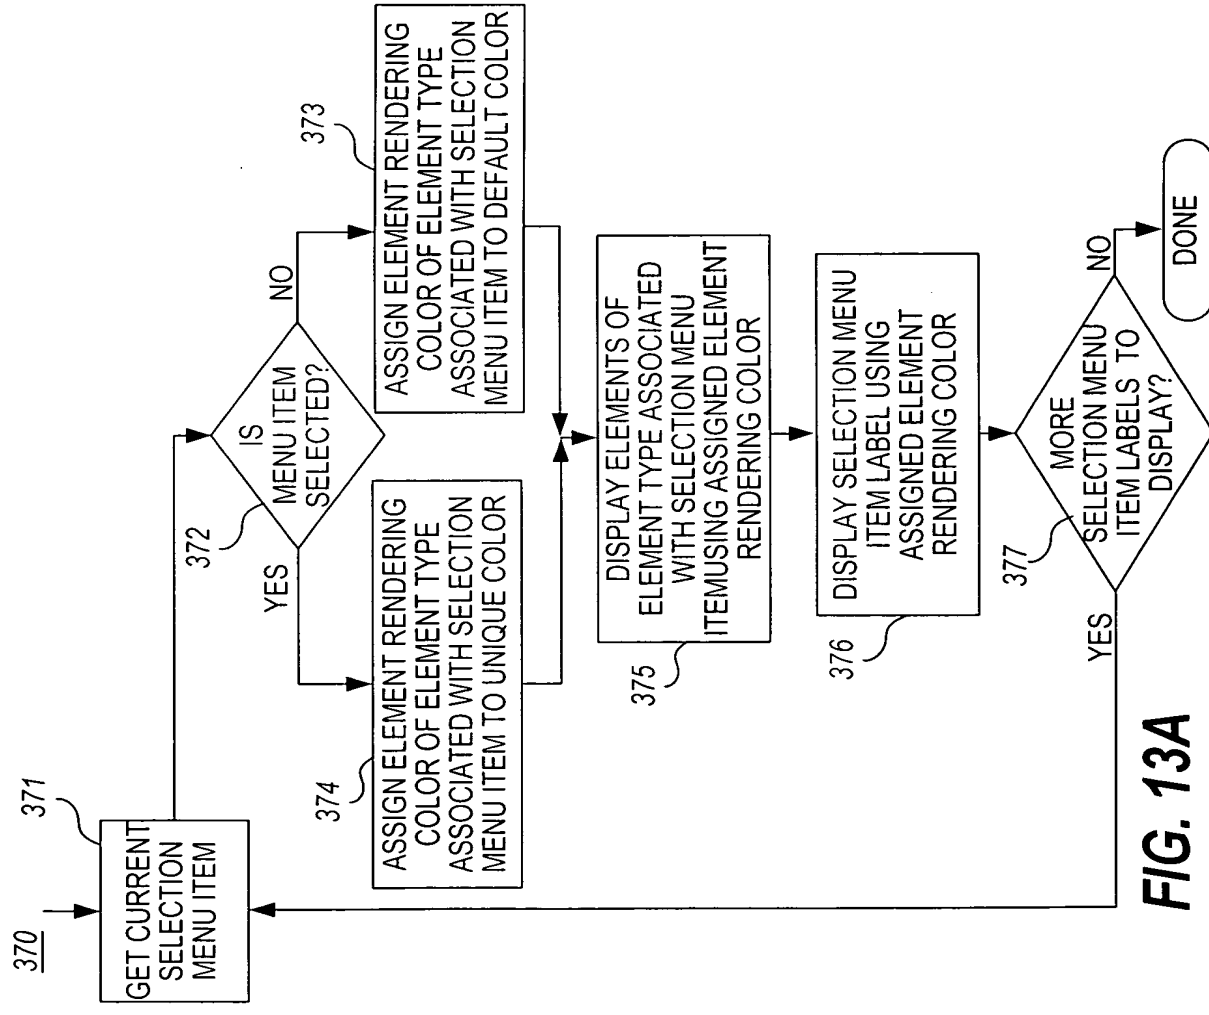 370
371
GET CURRENT
SELECTION
MENU ITEM
372
IS
MENU ITEM
SELECTED?
YES
NO
374
ASSIGN ELEMENT RENDERING
COLOR OF ELEMENT TYPE
ASSOCIATED WITH SELECTION
MENU ITEM TO UNIQUE COLOR
373
ASSIGN ELEMENT RENDERING
COLOR OF ELEMENT TYPE
ASSOCIATED WITH SELECTION
MENU ITEM TO DEFAULT COLOR
375
DISPLAY ELEMENTS OF
ELEMENT TYPE ASSOCIATED
WITH SELECTION MENU
ITEMUSING ASSIGNED ELEMENT
RENDERING COLOR
376
DISPLAY SELECTION MENU
ITEM LABEL USING
ASSIGNED ELEMENT
RENDERING COLOR
377
MORE
SELECTION MENU
ITEM LABELS TO
DISPLAY?
YES
NO
DONE
FIG. 13A